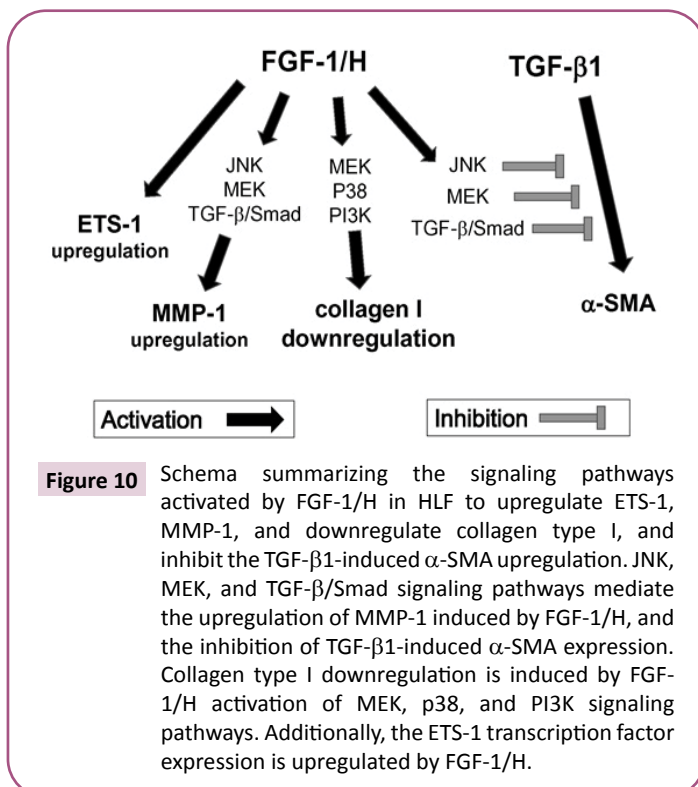 FGF-1/H
TGF-β1
JNK
MEK
TGF-β/Smad
MEK
P38
PI3K
JNK
MEK
TGF-β/Smad
ETS-1
upregulation
MMP-1
upregulation
collagen I
downregulation
α-SMA
Activation
Inhibition
Figure 10
Schema summarizing the signaling pathways
activated by FGF-1/H in HLF to upregulate ETS-1,
MMP-1, and downregulate collagen type I, and
inhibit the TGF-β1-induced α-SMA upregulation. JNK,
MEK, and TGF-β/Smad signaling pathways mediate
the upregulation of MMP-1 induced by FGF-1/H, and
the inhibition of TGF-β1-induced α-SMA expression.
Collagen type I downregulation is induced by FGF-
1/H activation of MEK, p38, and PI3K signaling
pathways. Additionally, the ETS-1 transcription factor
expression is upregulated by FGF-1/H.